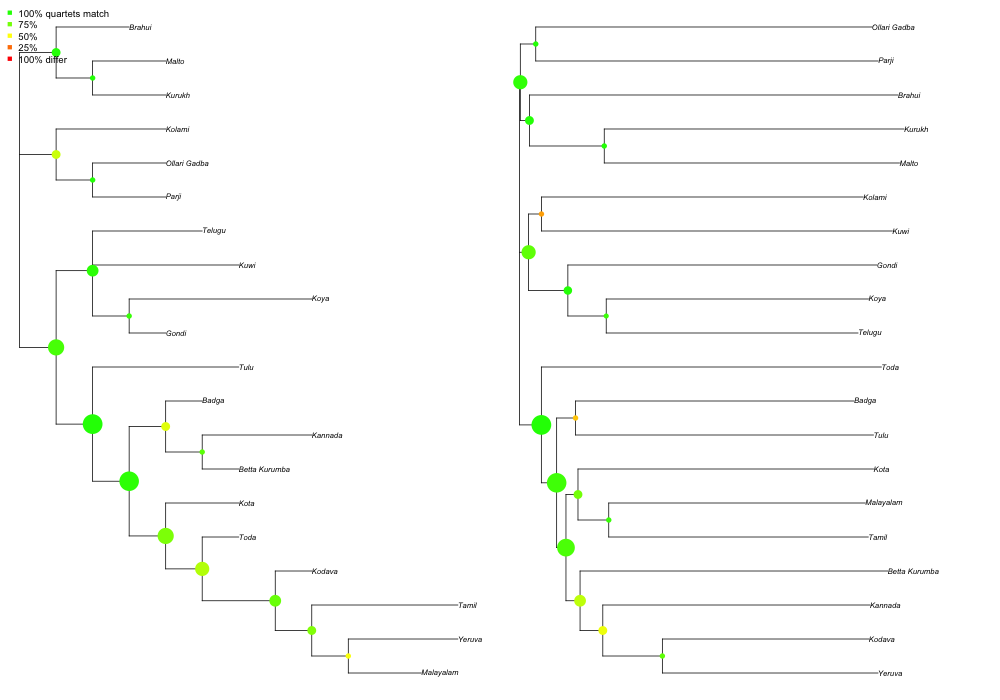 100% quartets match
75%
50%
25%
100% differ
Brahui
Malto
Kurukh
Kolami
Ollari Gadba
Parji
Telugu
Kuwi
Koya
Gondi
Tulu
Badga
Kannada
Betta Kurumba
Kota
Toda
Kodava
Tamil
Yeruva
Malayalam
Ollari Gadba
Parji
Brahui
Kurukh
Malto
Kolami
Kuwi
Gondi
Koya
Telugu
Toda
Badga
Tulu
Kota
Malayalam
Tamil
Betta Kurumba
Kannada
Kodava
Yeruva